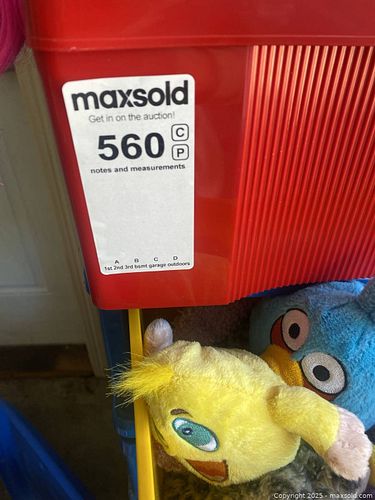 maxsold
Get in on the auction!
560 C
P
notes and measurements
A B C D
1st 2nd 3rd bsmt garage outdoors
Copyright 2025 - maxsold.com